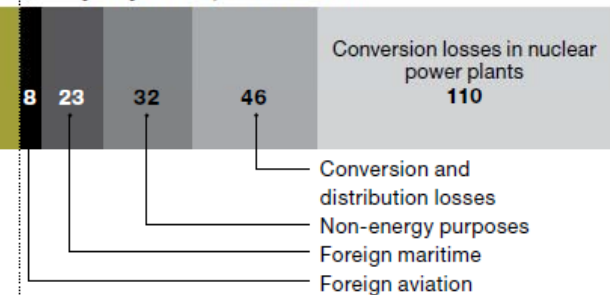 Conversion losses in nuclear
power plants
8 23 32 46 110
Conversion and
distribution losses
Non-energy purposes
Foreign maritime
Foreign aviation